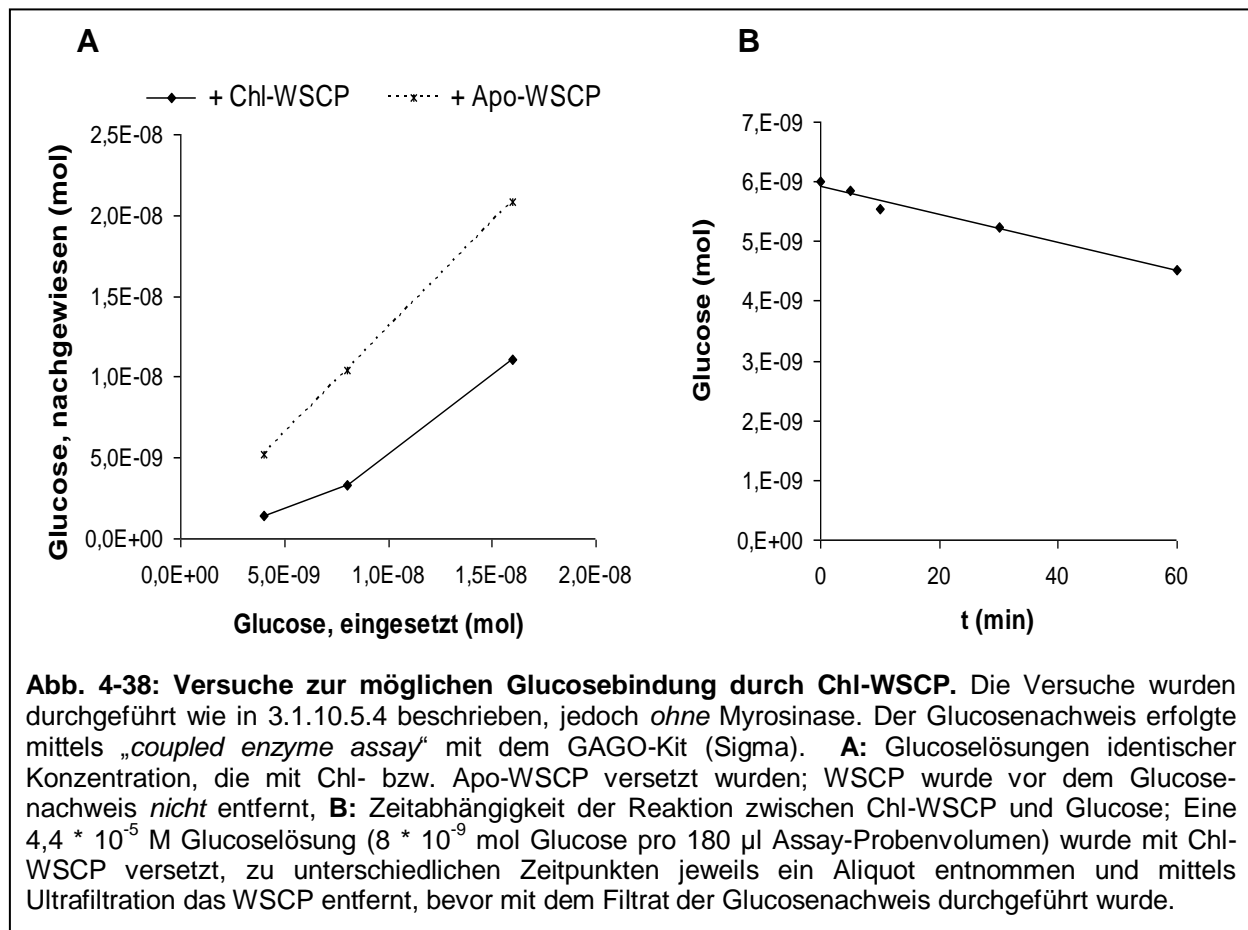 A
+ Chl-WSCP + Apo-WSCP
2,5E-08
2,0E-08
1,5E-08
1,0E-08
5,0E-09
0,0E+00
Glucose, nachgewiesen (mol)
0,0E+00 5,0E-09 1,0E-08 1,5E-08 2,0E-08
Glucose, eingesetzt (mol)
B
7,E-09
6,E-09
5,E-09
4,E-09
3,E-09
2,E-09
1,E-09
0,E+00
Glucose (mol)
0 20 40 60
t (min)
Abb. 4-38: Versuche zur möglichen Glucosebindung durch Chl-WSCP. Die Versuche wurden
durchgeführt wie in 3.1.10.5.4 beschrieben, jedoch ohne Myrosinase. Der Glucosenachweis erfolgte
mittels „coupled enzyme assay“ mit dem GAGO-Kit (Sigma). A: Glucoselösungen identischer
Konzentration, die mit Chl- bzw. Apo-WSCP versetzt wurden; WSCP wurde vor dem Glucose-
nachweis nicht entfernt, B: Zeitabhängigkeit der Reaktion zwischen Chl-WSCP und Glucose; Eine
4,4 * 10⁻⁵ M Glucoselösung (8 * 10⁻⁹ mol Glucose pro 180 µl Assay-Probenvolumen) wurde mit Chl-
WSCP versetzt, zu unterschiedlichen Zeitpunkten jeweils ein Aliquot entnommen und mittels
Ultrafiltration das WSCP entfernt, bevor mit dem Filtrat der Glucosenachweis durchgeführt wurde.